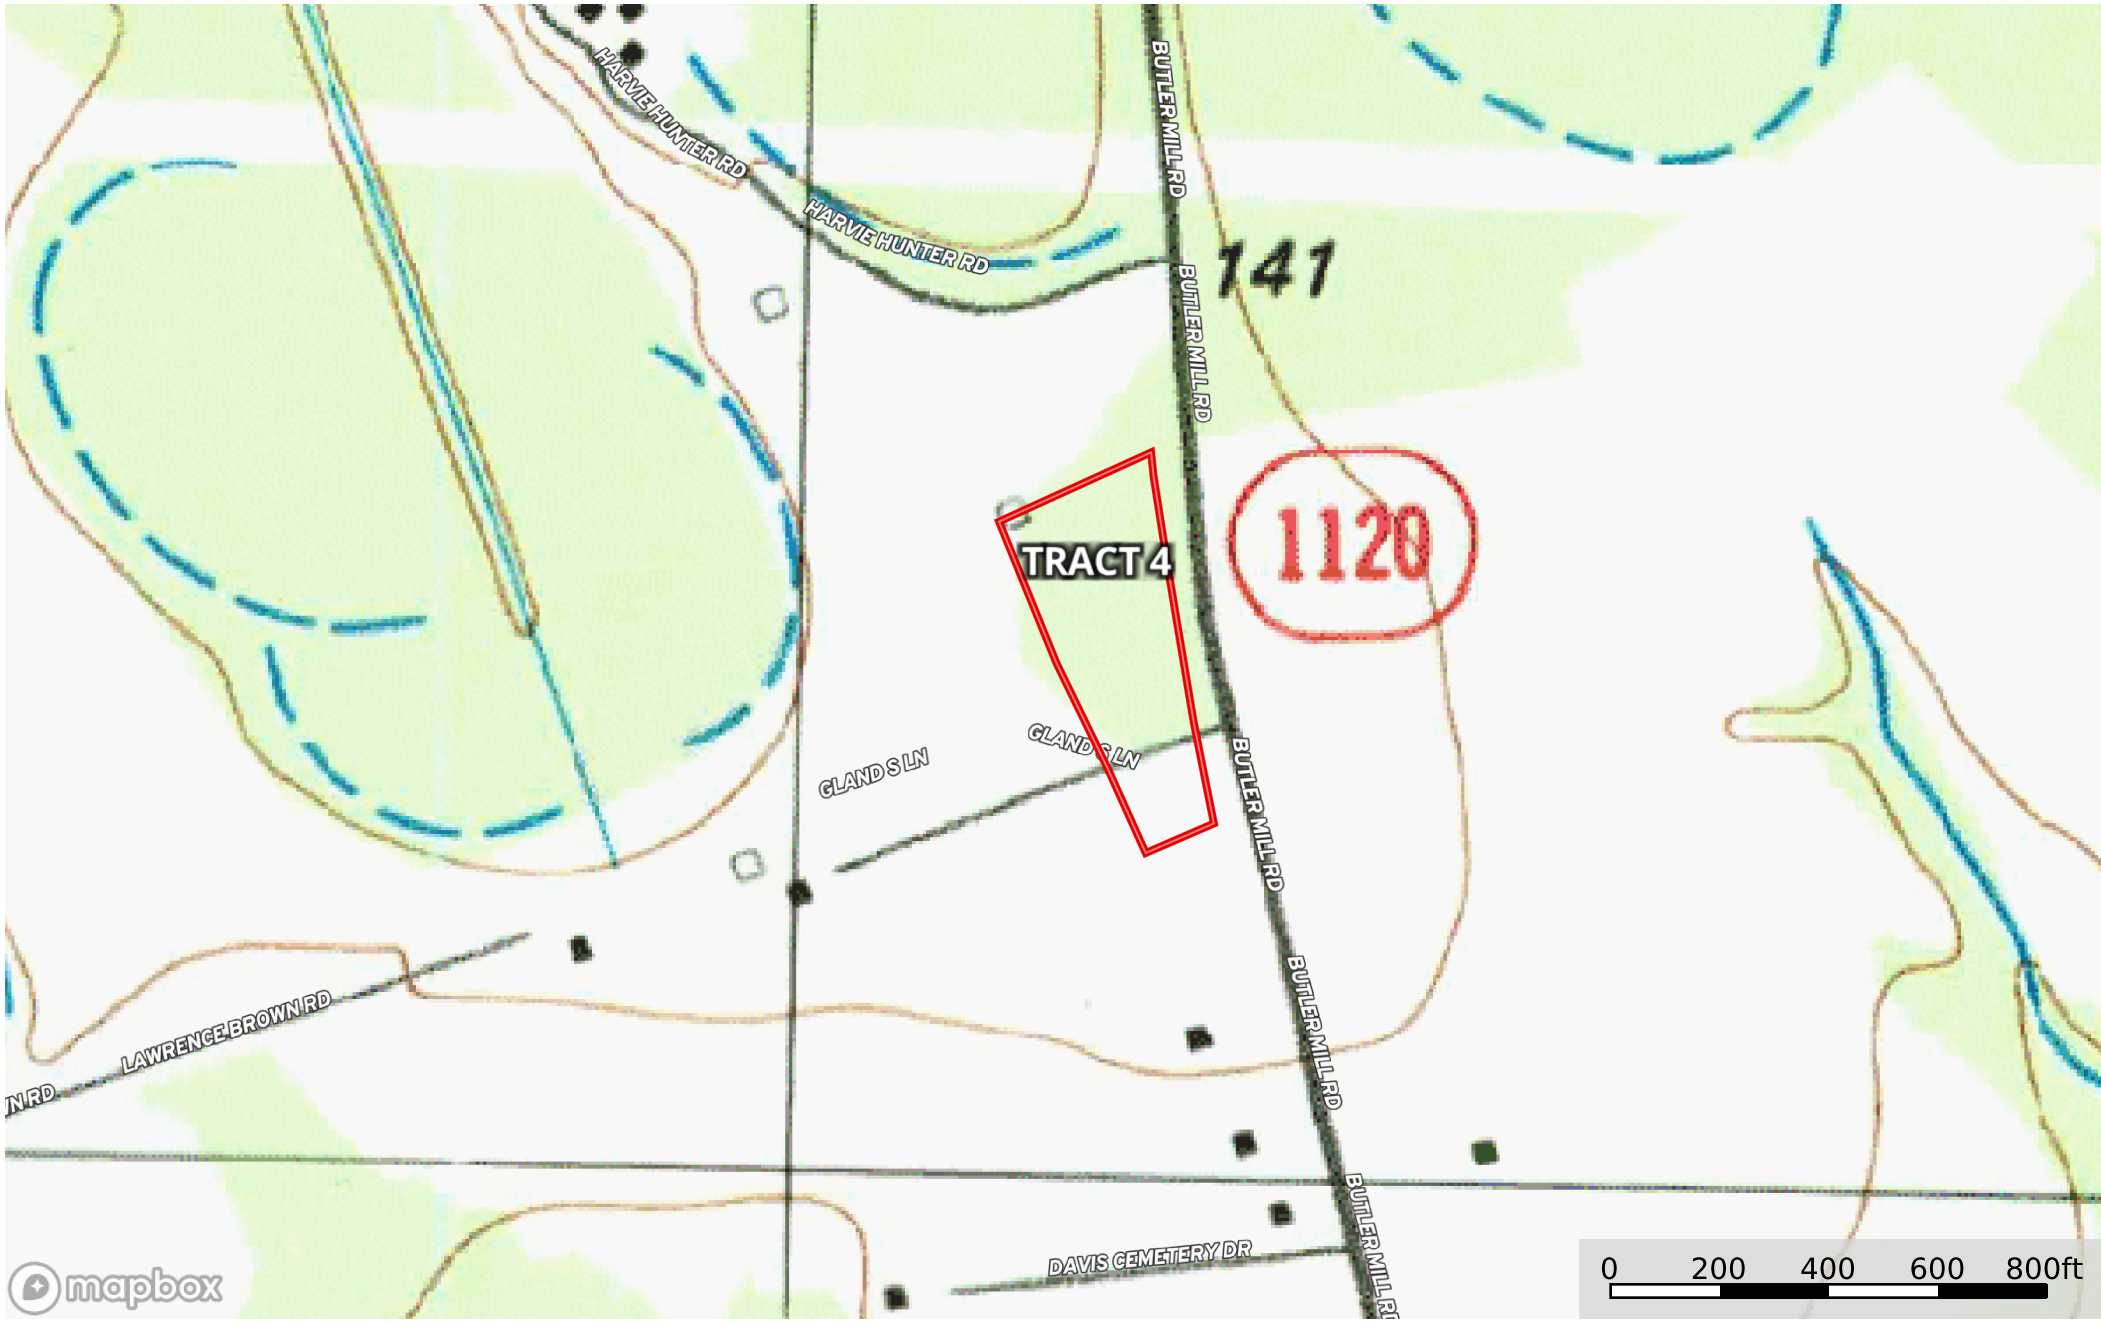 BUTLER MILL RD
HARVIE HUNTER RD
HARVIE HUNTER RD
141
BUTLER MILL RD
1120
TRACT 4
GLAND S LN
GLAND S LN
BUTLER MILL RD
BUTLER MILL RD
LAWRENCE BROWN RD
WN RD
BUTLER MILL RD
DAVIS CEMETERY DR
0 200 400 600 800ft
mapbox